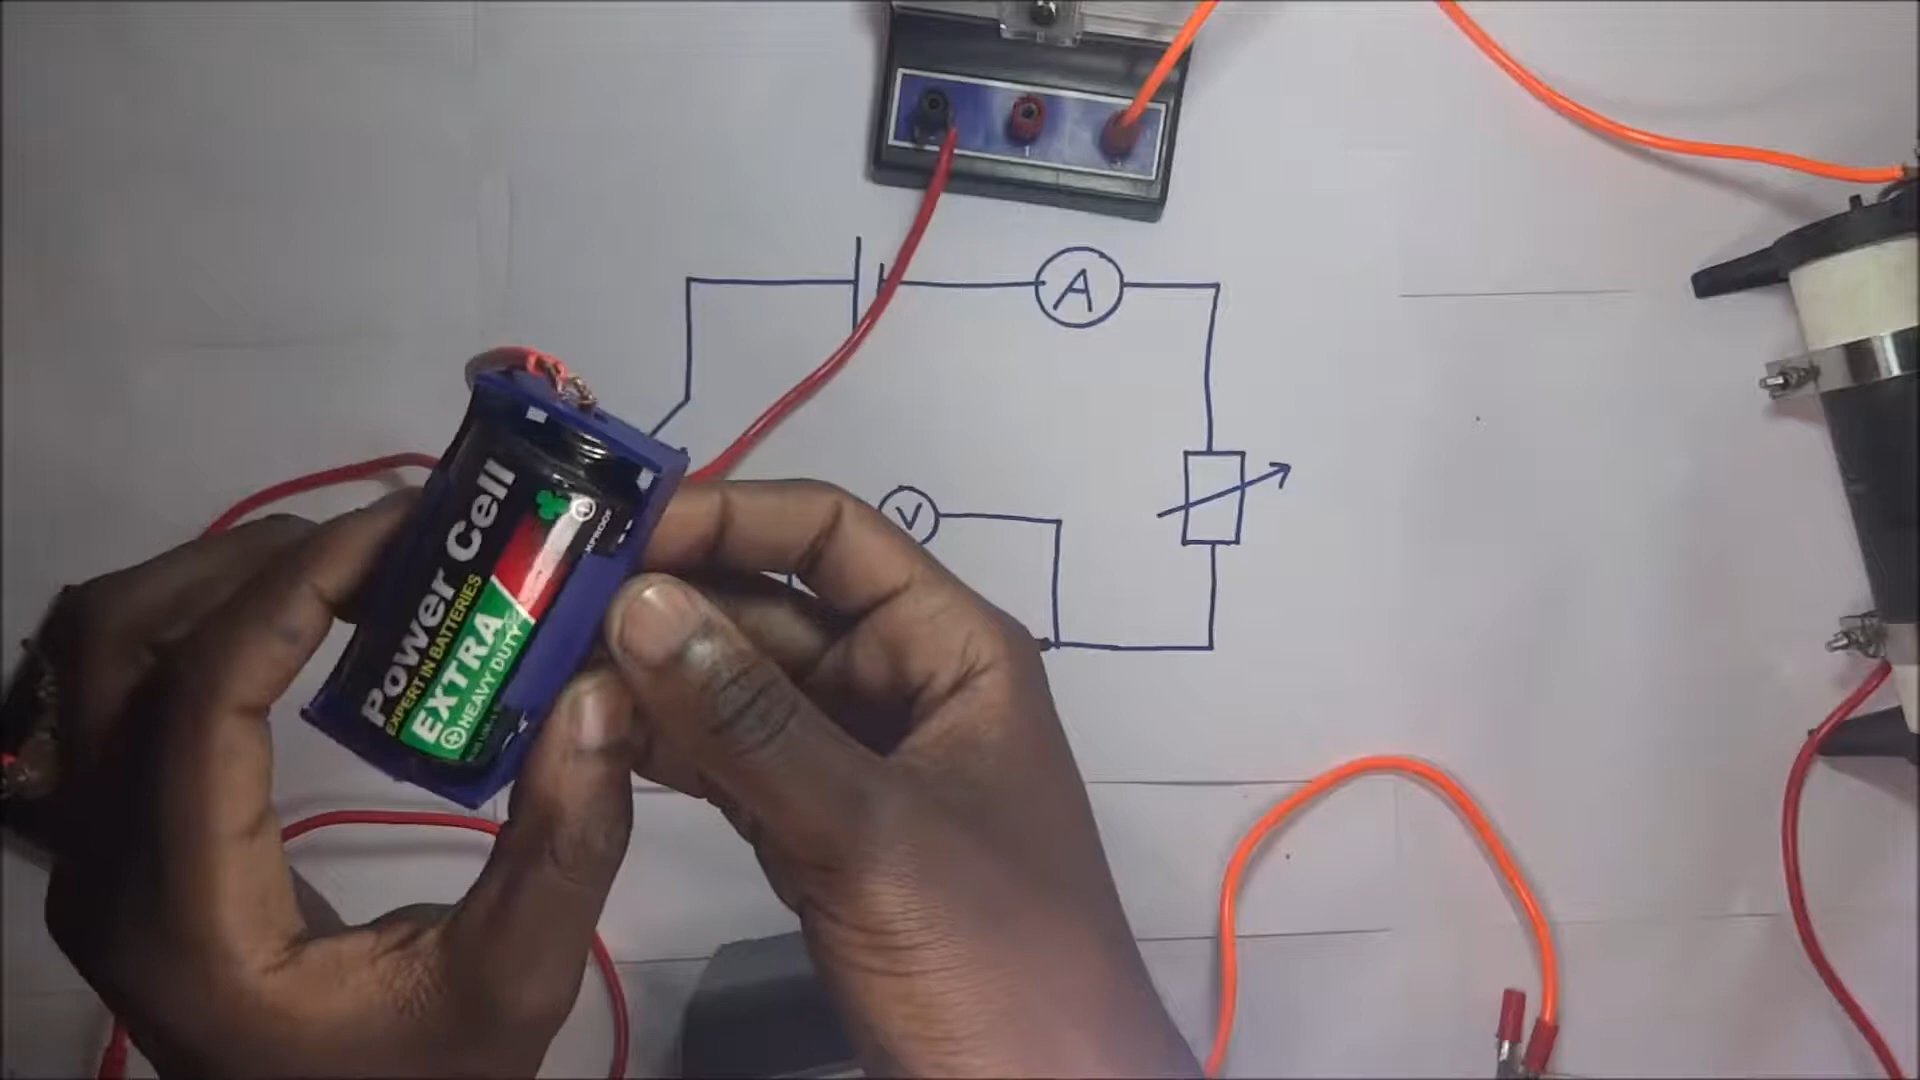 A
V
Power Cell
EXPERT IN BATTERIES
EXTRA
HEAVY DUTY